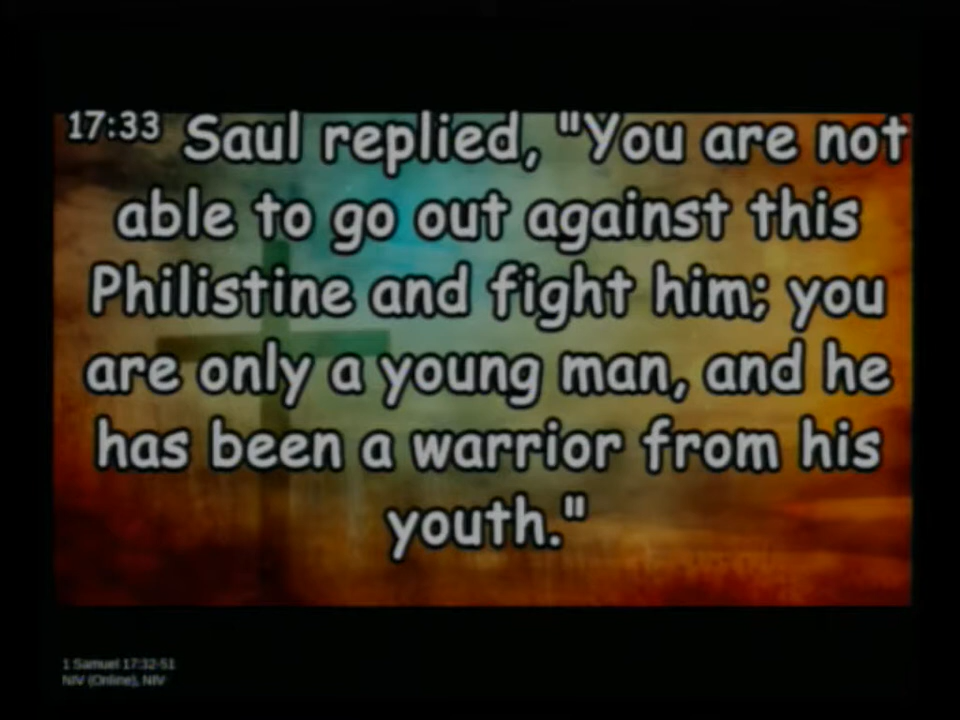 17:33 Saul replied, "You are not
able to go out against this
Philistine and fight him; you
are only a young man, and he
has been a warrior from his
youth."
1 Samuel 17:32-51
NIV (Online), NIV